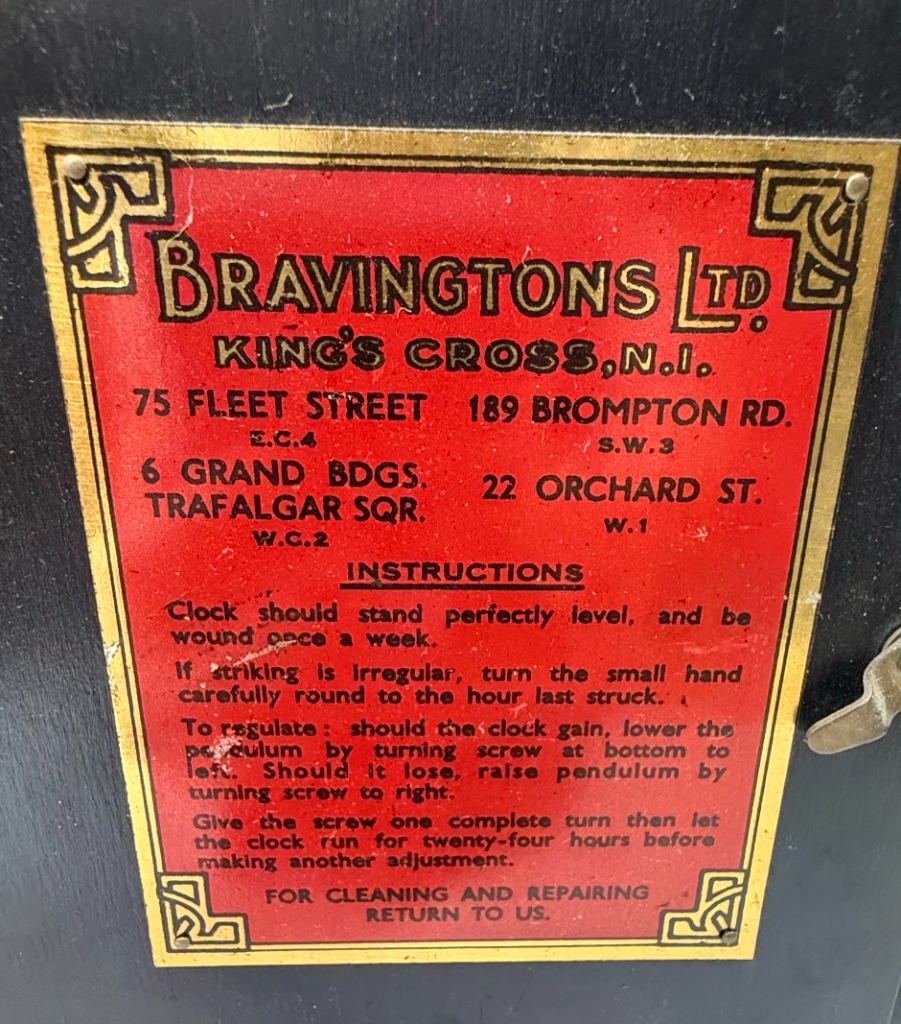 BRAVINGTONS LTD.
KING'S CROSS, N.1.
75 FLEET STREET 189 BROMPTON RD.
E.C.4 S.W.3
6 GRAND BDGS. 22 ORCHARD ST.
TRAFALGAR SQR. W.1
W.C.2
INSTRUCTIONS
Clock should stand perfectly level, and be
wound once a week.
If striking is irregular, turn the small hand
carefully round to the hour last struck.
To regulate: should the clock gain, lower the
pendulum by turning screw at bottom to
left. Should it lose, raise pendulum by
turning screw to right.
Give the screw one complete turn then let
the clock run for twenty-four hours before
making another adjustment.
FOR CLEANING AND REPAIRING
RETURN TO US.